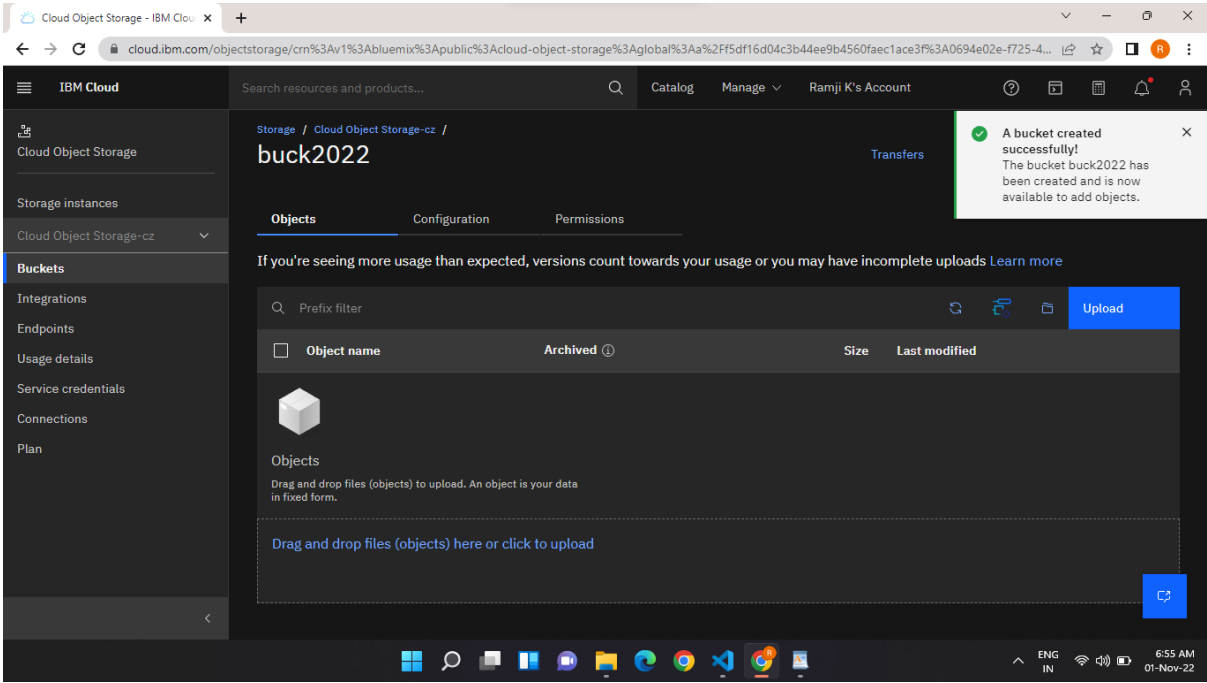 Cloud Object Storage - IBM Clou
cloud.ibm.com/objectstorage/crn%3Av1%3Abluemix%3Apublic%3Acloud-object-storage%3Aglobal%3Aa%2Ff5df16d04c3b44ee9b4560faec1ace3f%3A0694e02e-f725-4...
R
IBM Cloud
Search resources and products...
Catalog
Manage
Ramji K's Account
Cloud Object Storage
Storage instances
Cloud Object Storage-cz
Buckets
Integrations
Endpoints
Usage details
Service credentials
Connections
Plan
Storage / Cloud Object Storage-cz /
buck2022
Transfers
A bucket created
successfully!
The bucket buck2022 has
been created and is now
available to add objects.
Objects
Configuration
Permissions
If you're seeing more usage than expected, versions count towards your usage or you may have incomplete uploads Learn more
Prefix filter
Upload
Object name
Archived
Size
Last modified
Objects
Drag and drop files (objects) to upload. An object is your data
in fixed form.
Drag and drop files (objects) here or click to upload
R
ENG
IN
6:55 AM
01-Nov-22